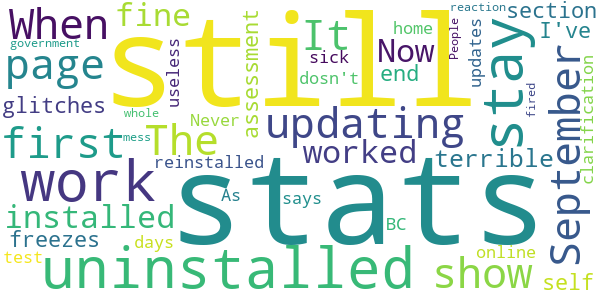 When
fine
still
It
home
reaction
section
government
page
useless
assessment
sick
Now
People
updates
stay
I've
dosn't
end
glitches
Never
September
fired
clarification
first
whole
The
updating
mess
worked
terrible
work
reinstalled
stats
As
says
installed
BC
freezes
days
online
test
uninstalled
show
self